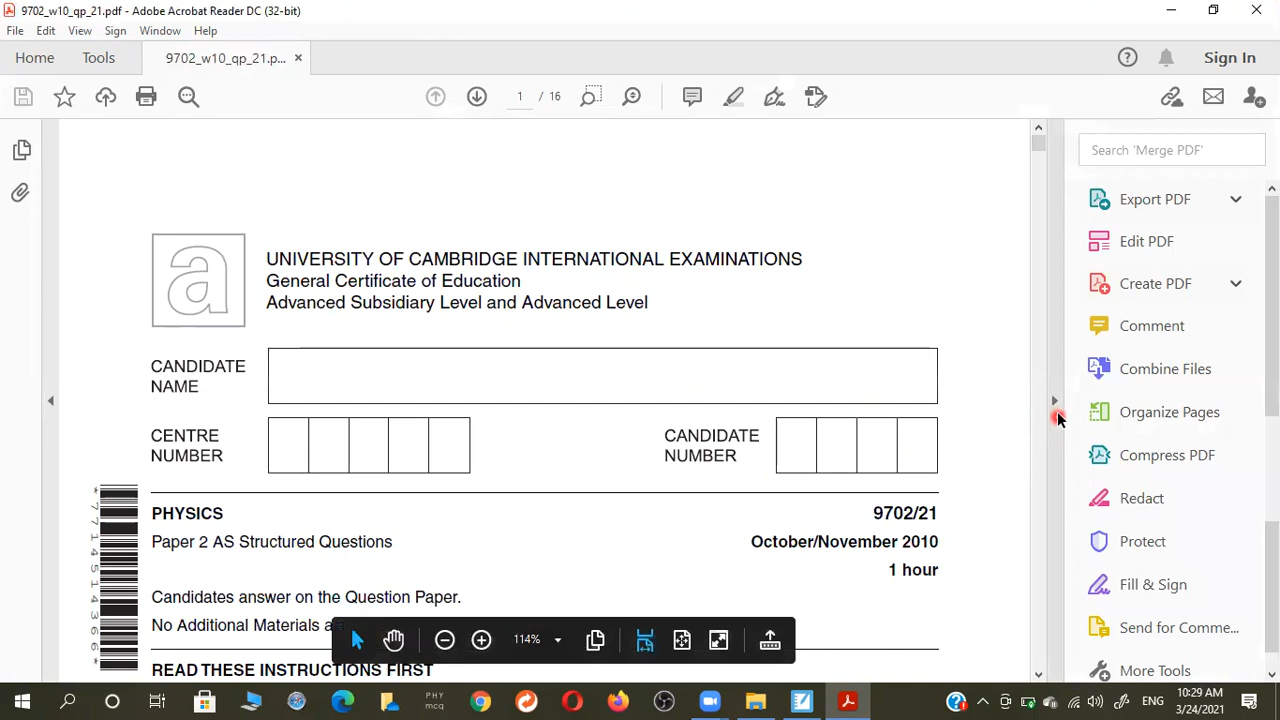 9702_w10_qp_21.pdf - Adobe Acrobat Reader DC (32-bit)
File Edit View Sign Window Help
Home Tools 9702_w10_qp_21.p... ×
Sign In
1 / 16
Search 'Merge PDF'
Export PDF
Edit PDF
Create PDF
Comment
Combine Files
Organize Pages
Compress PDF
Redact
Protect
Fill & Sign
Send for Comme...
More Tools
a
UNIVERSITY OF CAMBRIDGE INTERNATIONAL EXAMINATIONS
General Certificate of Education
Advanced Subsidiary Level and Advanced Level
CANDIDATE
NAME
CENTRE
NUMBER
CANDIDATE
NUMBER
PHYSICS 9702/21
Paper 2 AS Structured Questions October/November 2010
1 hour
Candidates answer on the Question Paper.
No Additional Materials a
READ THESE INSTRUCTIONS FIRST
114%
PHY
mcq
ENG
10:29 AM
3/24/2021